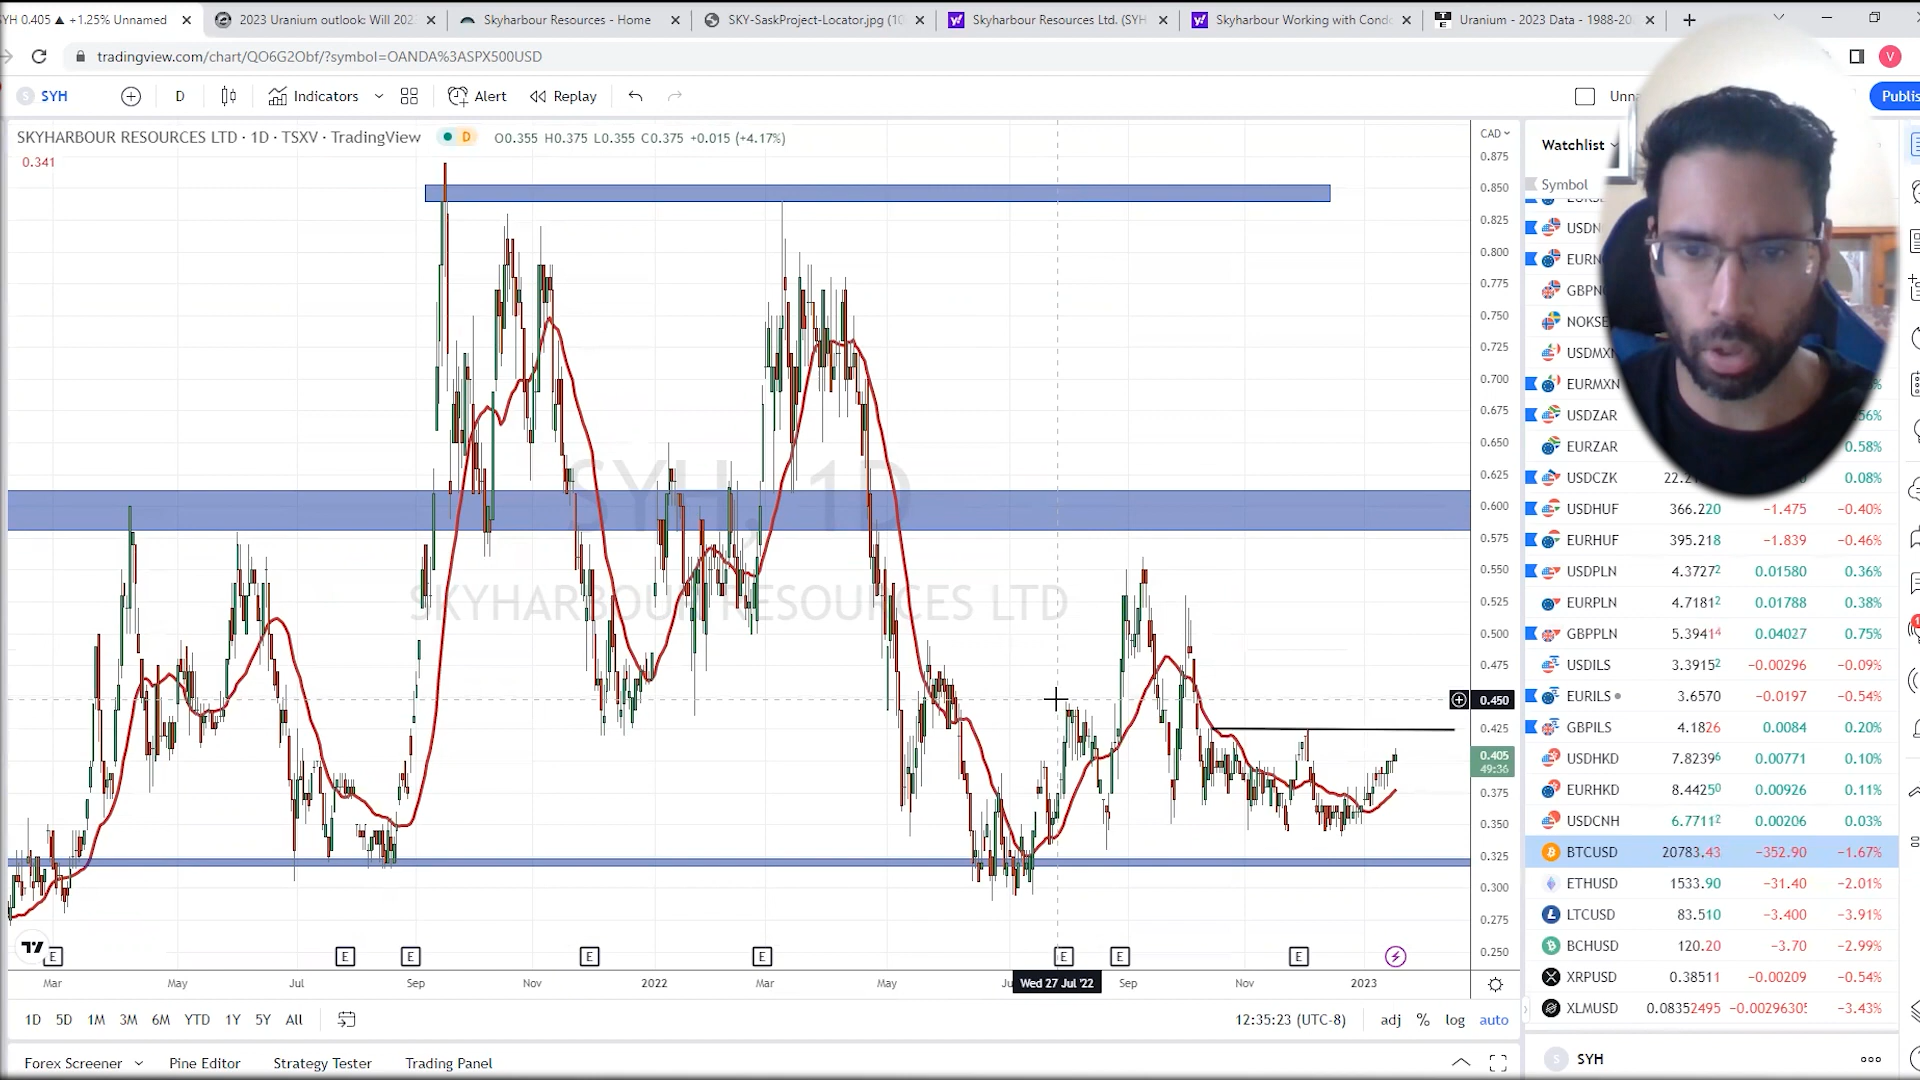 SYH 0.405 ▲ +1.25% Unnamed
2023 Uranium outlook: Will 202
Skyharbour Resources - Home
SKY-SaskProject-Locator.jpg (10
Skyharbour Resources Ltd. (SYH
Skyharbour Working with Cond
Uranium - 2023 Data - 1988-20
tradingview.com/chart/QO6G2Obf/?symbol=OANDA%3ASPX500USD
V
SYH
D
Indicators
Alert
Replay
Publis
SKYHARBOUR RESOURCES LTD · 1D · TSXV · TradingView
D
O0.355 H0.375 L0.355 C0.375 +0.015 (+4.17%)
0.341
CAD
0.875
0.850
0.825
0.800
0.775
0.750
0.725
0.700
0.675
0.650
0.625
0.600
0.575
0.550
0.525
0.500
0.475
0.450
0.425
0.405
49:36
0.375
0.350
0.325
0.300
0.275
0.250
SYH, 1D
SKYHARBOUR RESOURCES LTD
E
E
E
E
E
E
E
E
Mar
May
Jul
Sep
Nov
2022
Mar
May
Wed 27 Jul '22
Sep
Nov
2023
1D 5D 1M 3M 6M YTD 1Y 5Y All
12:35:23 (UTC-8)
adj % log auto
Forex Screener
Pine Editor
Strategy Tester
Trading Panel
Watchlist
Symbol
USDN
EURN
GBPN
NOKSE
USDMXN
EURMXN
USDZAR
EURZAR 0.58%
USDCZK 0.08%
USDHUF 366.220 −1.475 −0.40%
EURHUF 395.218 −1.839 −0.46%
USDPLN 4.37272 0.01580 0.36%
EURPLN 4.71812 0.01788 0.38%
GBPPLN 5.39414 0.04027 0.75%
USDILS 3.39152 −0.00296 −0.09%
EURILS 3.6570 −0.0197 −0.54%
GBPILS 4.1826 0.0084 0.20%
USDHKD 7.82396 0.00771 0.10%
EURHKD 8.44250 0.00926 0.11%
USDCNH 6.77112 0.00206 0.03%
BTCUSD 20783.43 −352.90 −1.67%
ETHUSD 1533.90 −31.40 −2.01%
LTCUSD 83.510 −3.400 −3.91%
BCHUSD 120.20 −3.70 −2.99%
XRPUSD 0.38511 −0.00209 −0.54%
XLMUSD 0.08352495 −0.00296305 −3.43%
S SYH